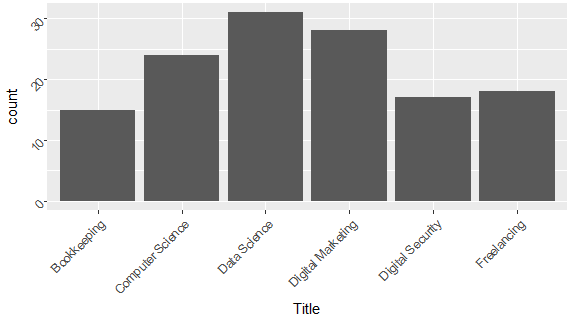 count
30
20
10
0
Bookkeeping
Computer Science
Data Science
Digital Marketing
Digital Security
Freelancing
Title